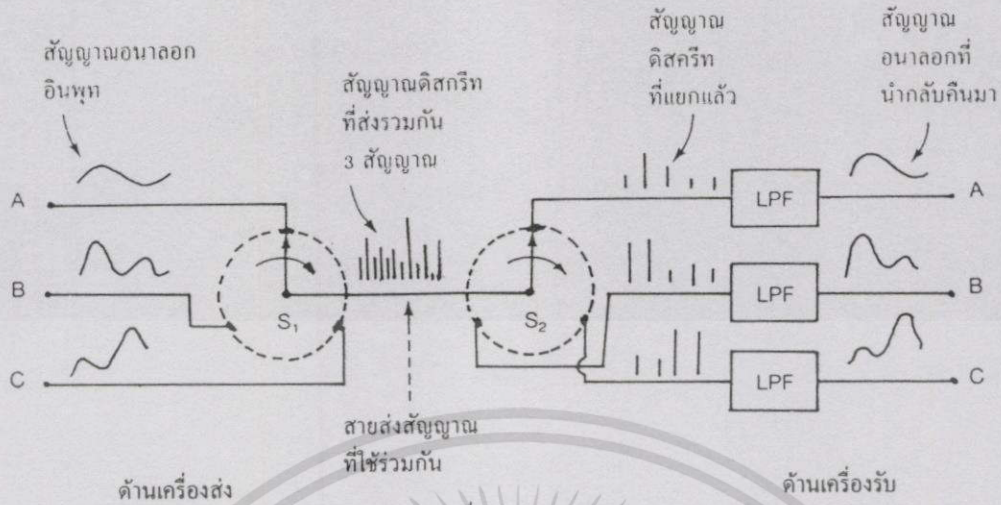 สัญญาณอนาลอก
อินพุท
สัญญาณดิสกรีท
ที่ส่งรวมกัน
3 สัญญาณ
สัญญาณ
ดิสครีท
ที่แยกแล้ว
สัญญาณ
อนาลอกที่
นำกลับคืนมา
A
LPF
A
B
S₁
S₂
LPF
B
C
LPF
C
สายส่งสัญญาณ
ที่ใช้ร่วมกัน
ด้านเครื่องส่ง
ด้านเครื่องรับ